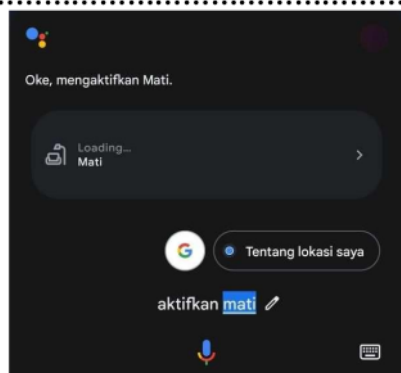 Oke, mengaktifkan Mati.
Loading...
Mati
Tentang lokasi saya
aktifkan mati